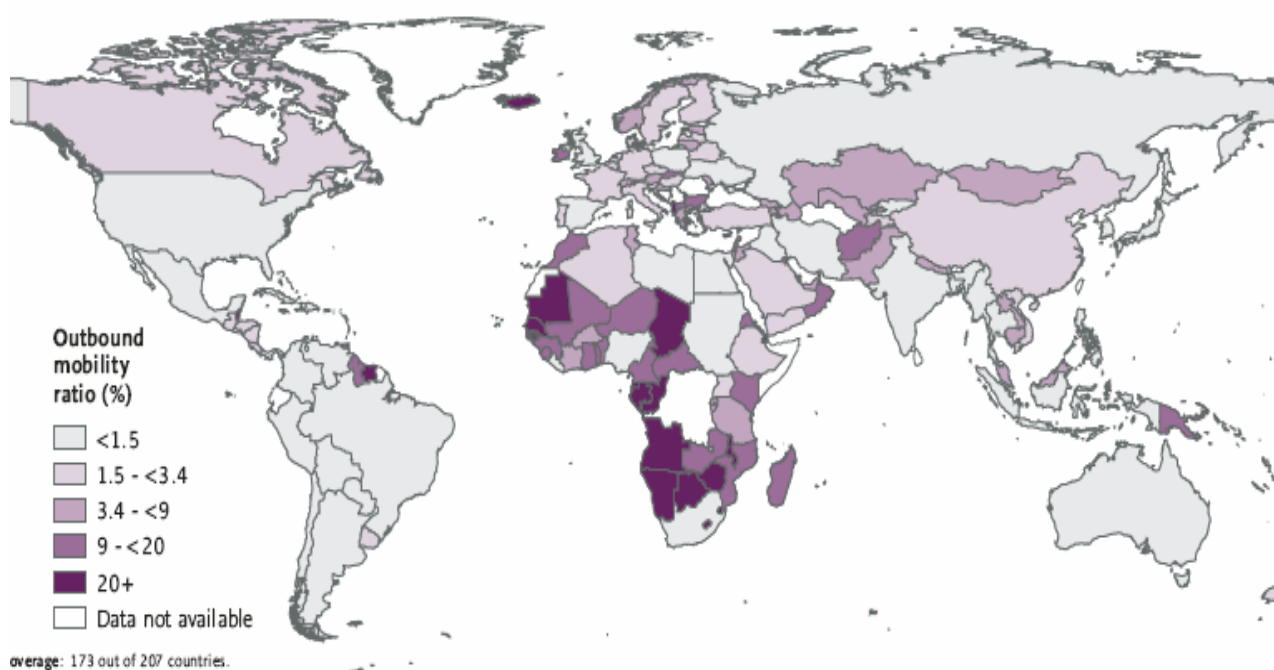 Outbound
mobility
ratio (%)
<1.5
1.5 - <3.4
3.4 - <9
9 - <20
20+
Data not available
overage: 173 out of 207 countries.